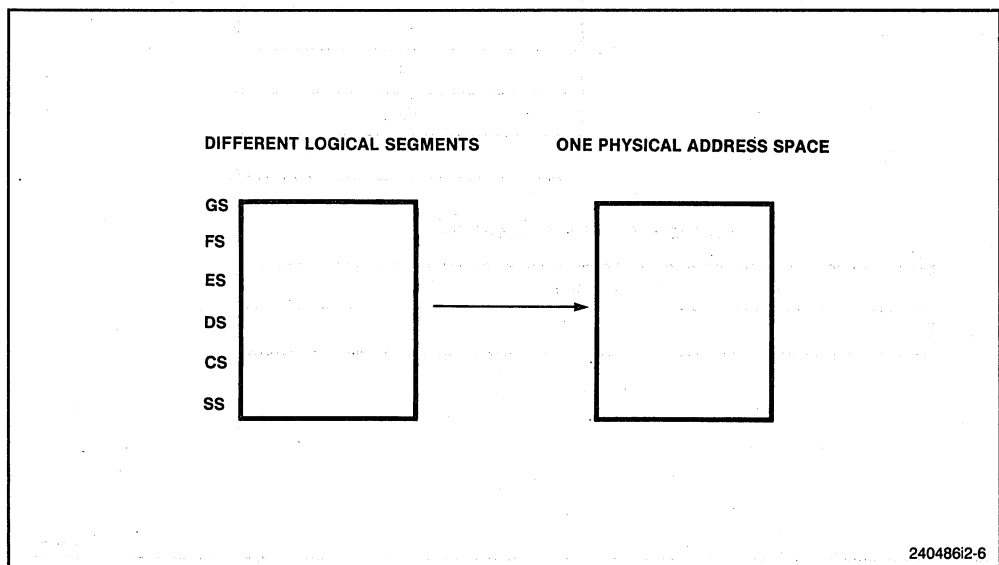 DIFFERENT LOGICAL SEGMENTS
ONE PHYSICAL ADDRESS SPACE
GS
FS
ES
DS
CS
SS
240486i2-6